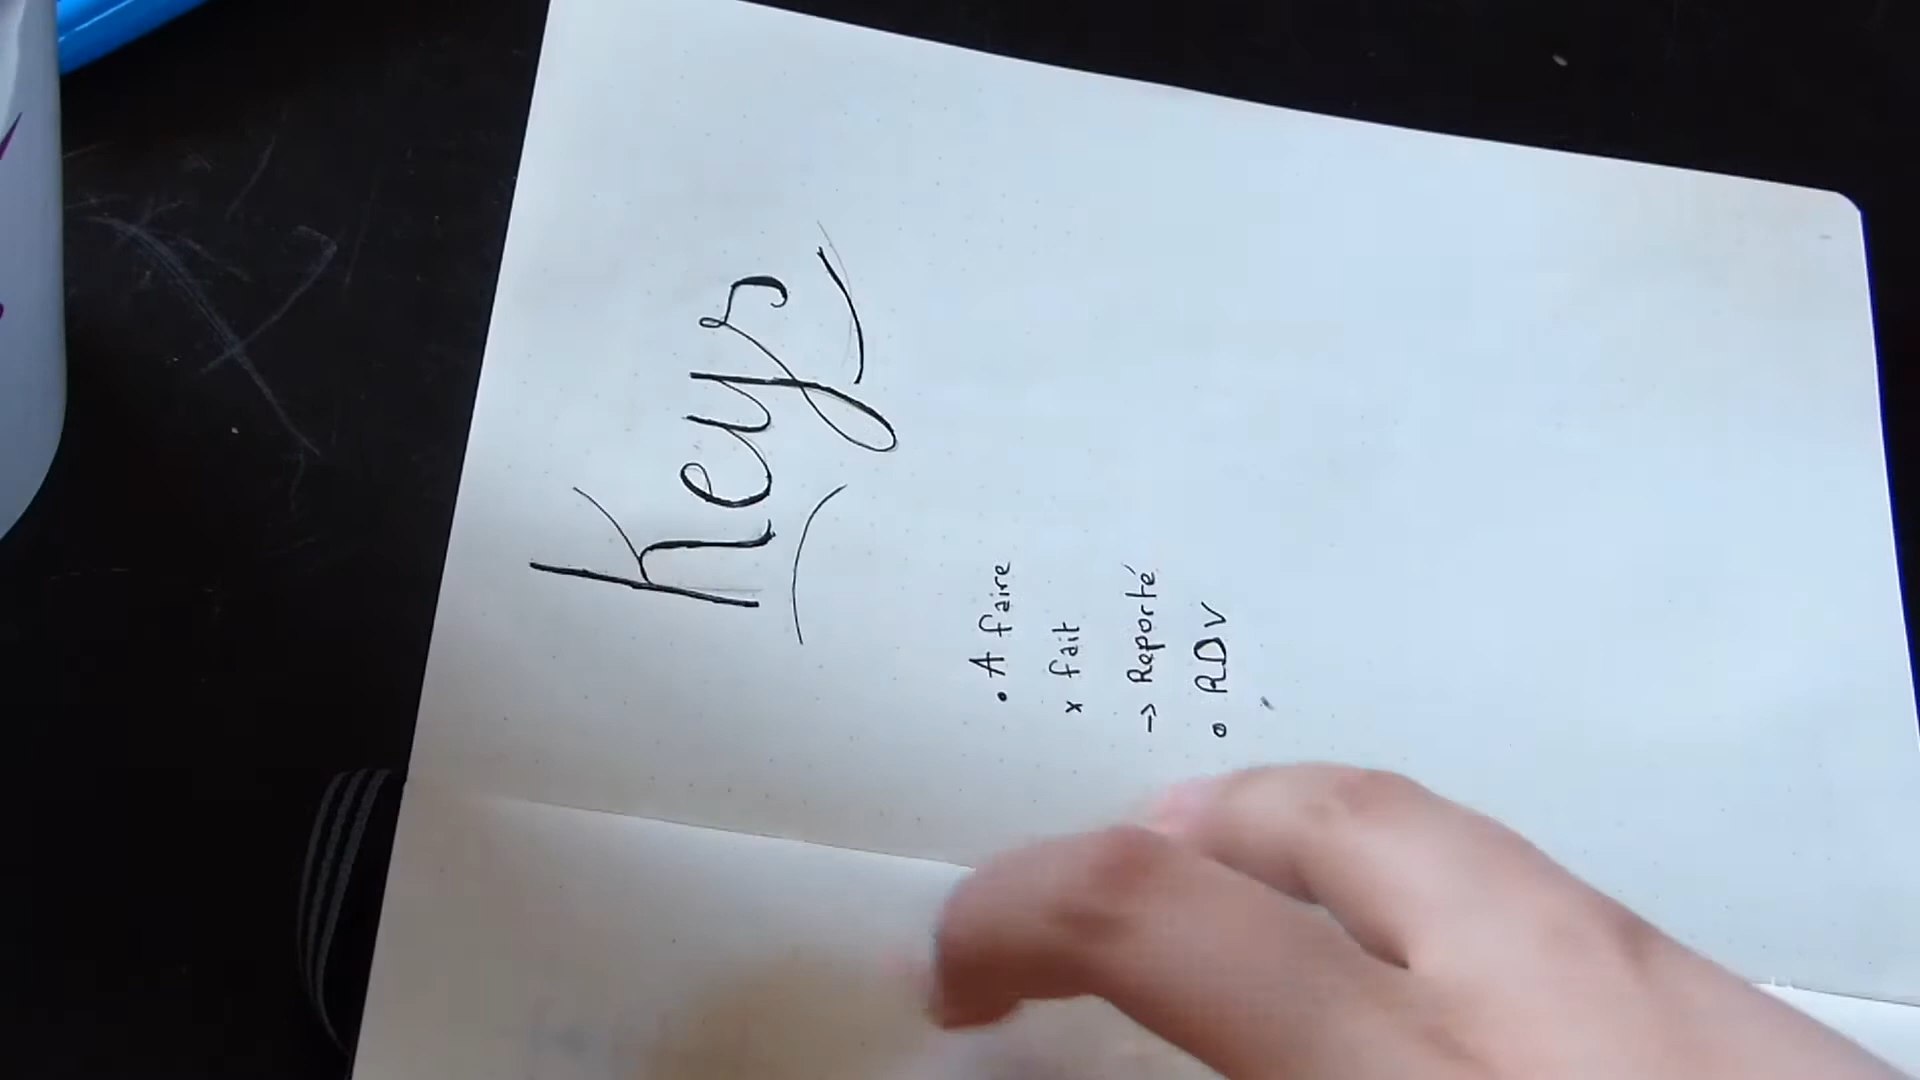 Keys
• A faire
x fait
-> Reporté
o RDV